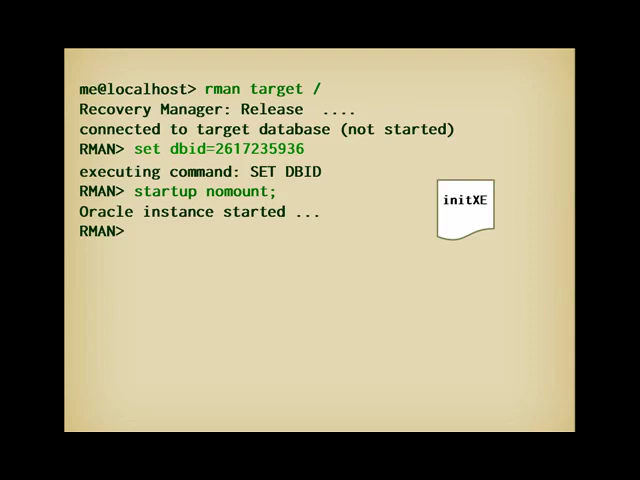 me@localhost> rman target /
Recovery Manager: Release  ....
connected to target database (not started)
RMAN> set dbid=2617235936
executing command: SET DBID
RMAN> startup nomount;
initXE
Oracle instance started ...
RMAN>